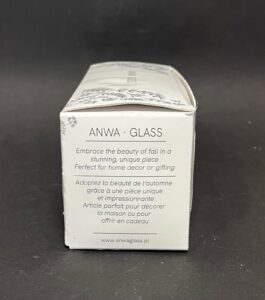 ANWA · GLASS
Embrace the beauty of fall in a
stunning, unique piece
Perfect for home decor or gifting
Adoptez la beauté de l'automne
grâce à une pièce unique
et impressionnante
Article parfait pour décorer
la maison ou pour
offrir en cadeau
www.anwaglass.pl